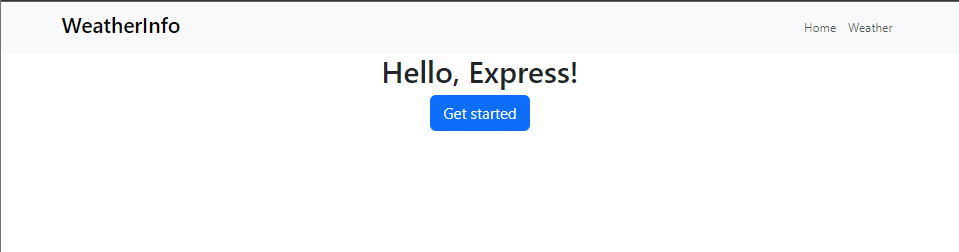 WeatherInfo
Home Weather
Hello, Express!
Get started